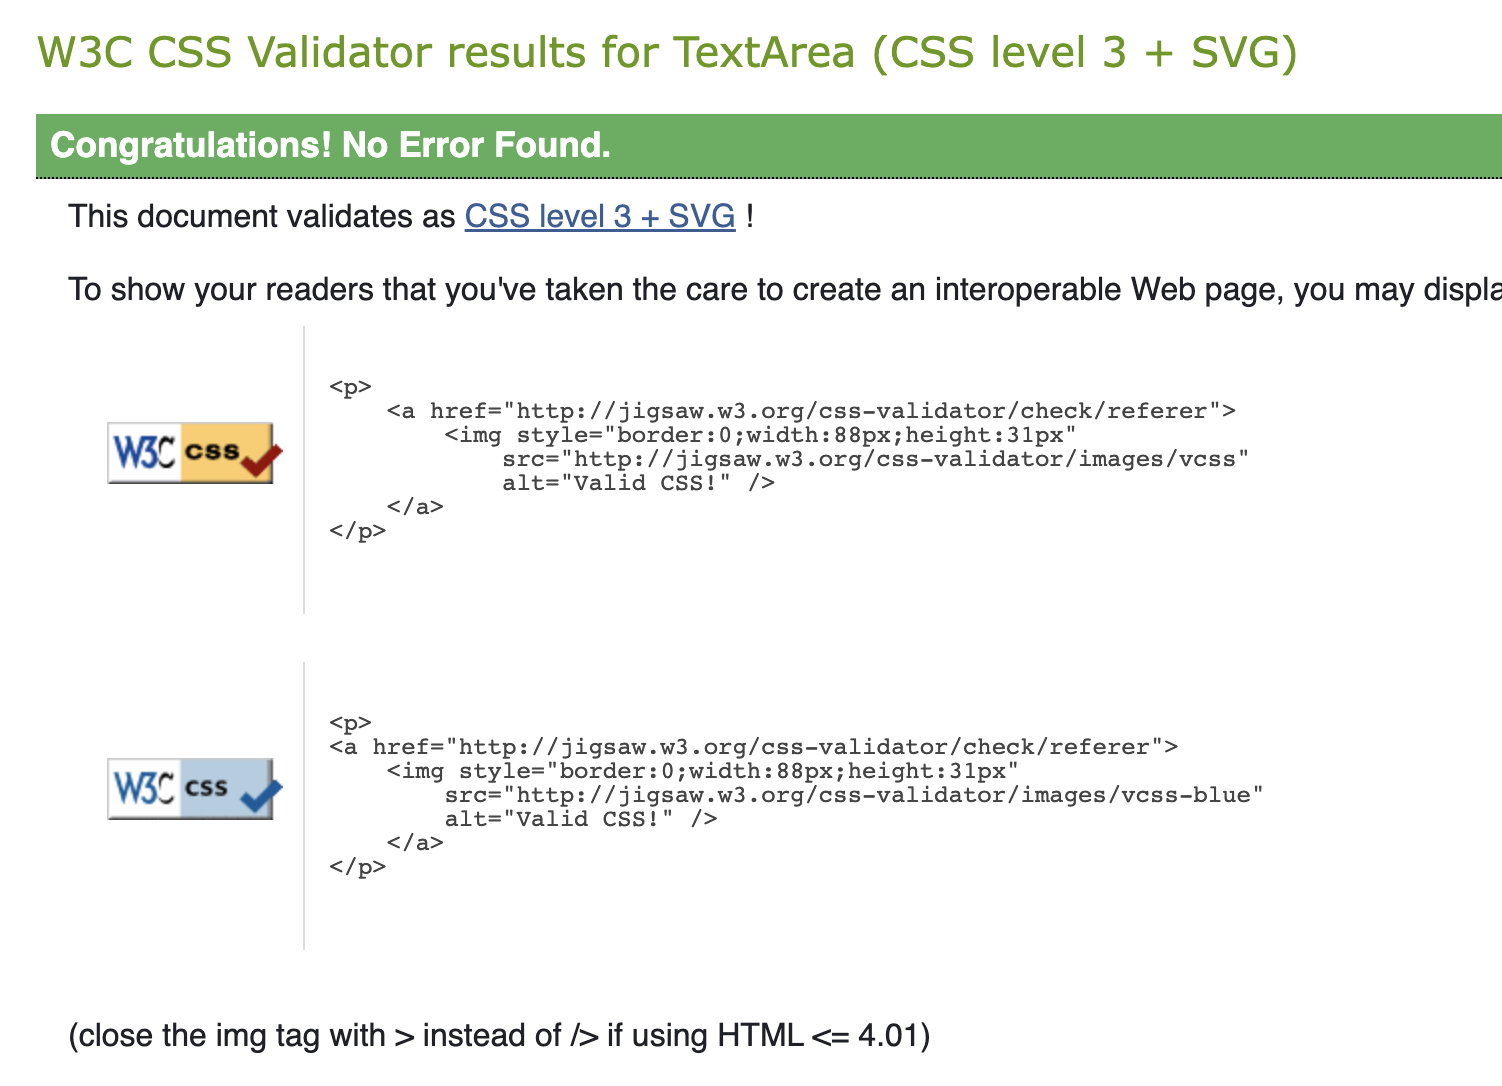 W3C CSS Validator results for TextArea (CSS level 3 + SVG)
Congratulations! No Error Found.
This document validates as CSS level 3 + SVG !
To show your readers that you've taken the care to create an interoperable Web page, you may displa
<p>
    <a href="http://jigsaw.w3.org/css-validator/check/referer">
        <img style="border:0;width:88px;height:31px"
            src="http://jigsaw.w3.org/css-validator/images/vcss"
            alt="Valid CSS!" />
    </a>
</p>
W3C css
<p>
<a href="http://jigsaw.w3.org/css-validator/check/referer">
    <img style="border:0;width:88px;height:31px"
        src="http://jigsaw.w3.org/css-validator/images/vcss-blue"
        alt="Valid CSS!" />
    </a>
</p>
W3C css
(close the img tag with > instead of /> if using HTML <= 4.01)